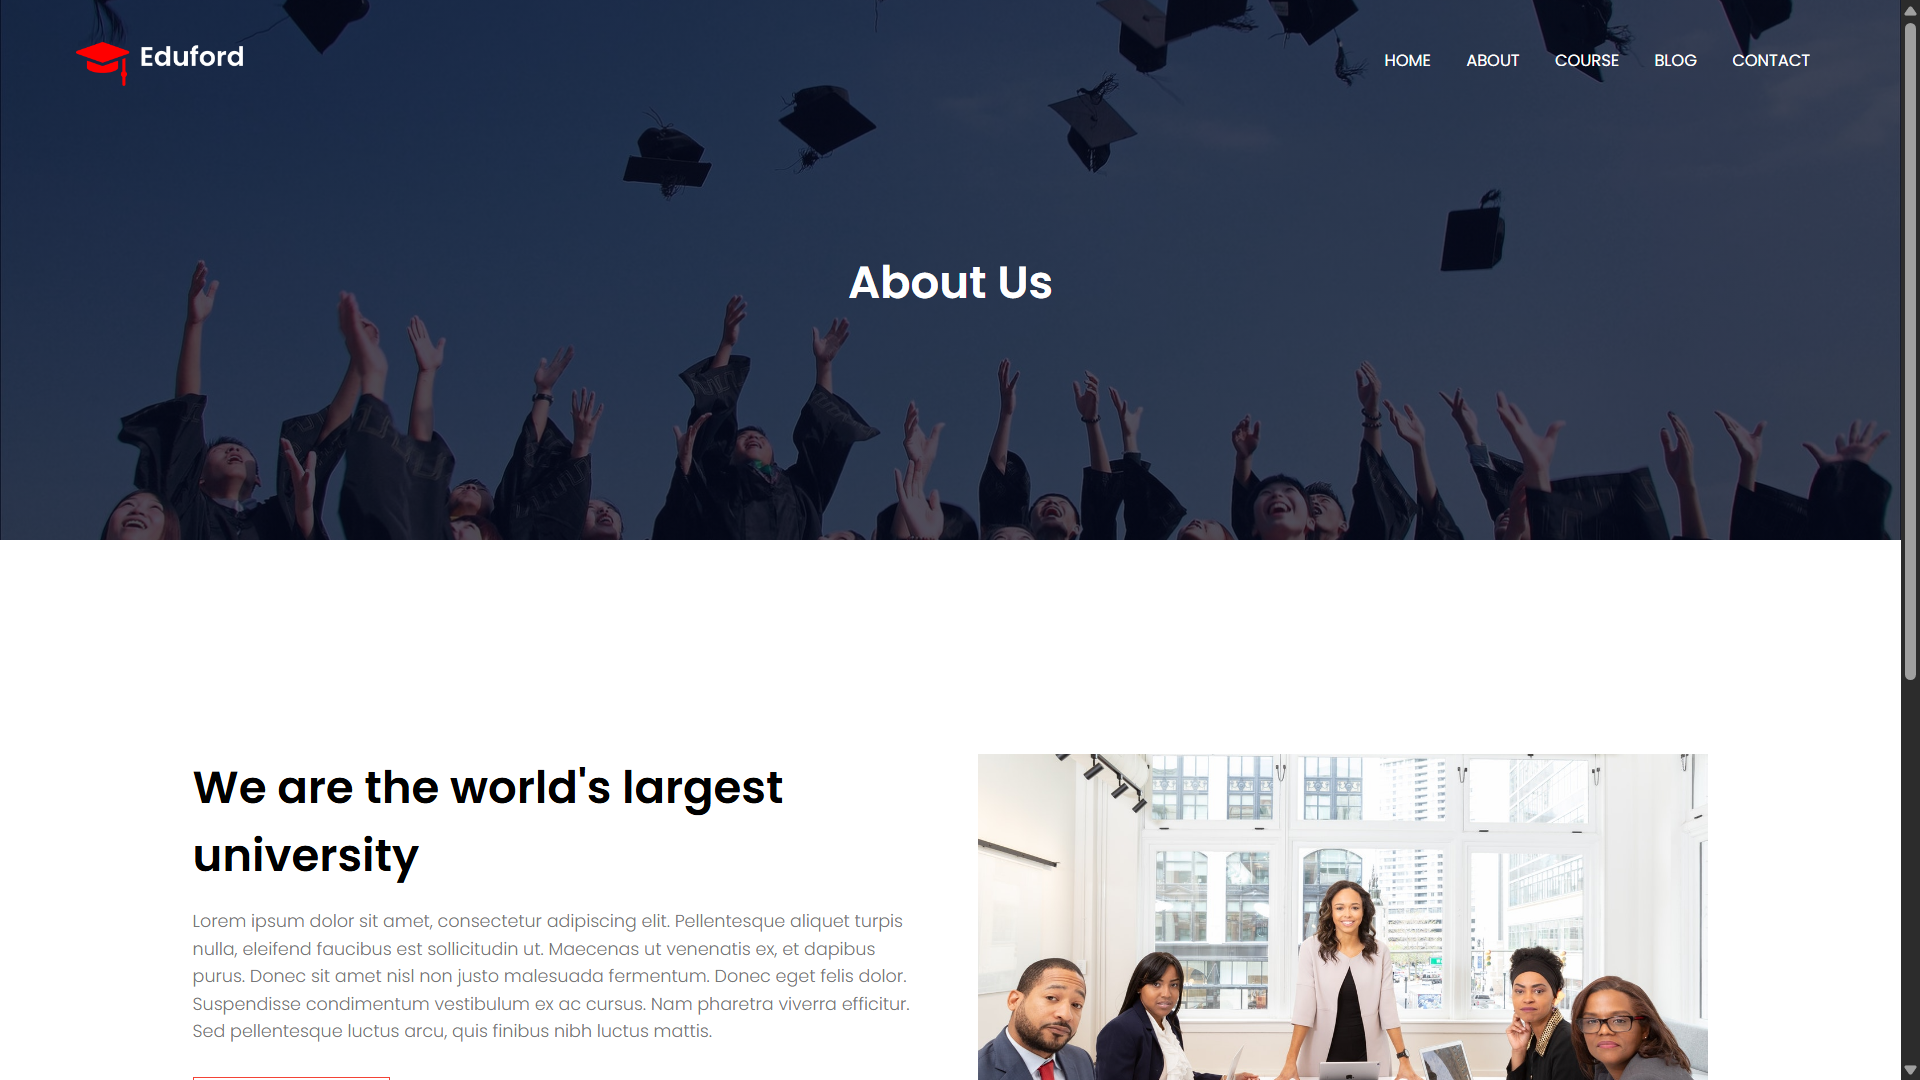 Eduford
HOME ABOUT COURSE BLOG CONTACT
About Us
We are the world's largest
university
Lorem ipsum dolor sit amet, consectetur adipiscing elit. Pellentesque aliquet turpis
nulla, eleifend faucibus est sollicitudin ut. Maecenas ut venenatis ex, et dapibus
purus. Donec sit amet nisl non justo malesuada fermentum. Donec eget felis dolor.
Suspendisse condimentum vestibulum ex ac cursus. Nam pharetra viverra efficitur.
Sed pellentesque luctus arcu, quis finibus nibh luctus mattis.